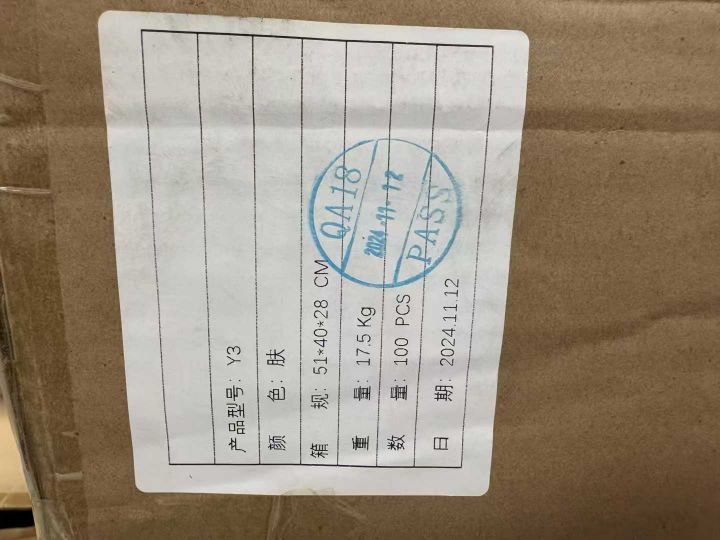 产品型号: Y3
颜 色: 肤
箱 规: 51*40*28 CM
重 量: 17.5 Kg
数 量: 100 PCS
日 期: 2024.11.12
QA18
2024.11.12
PASS